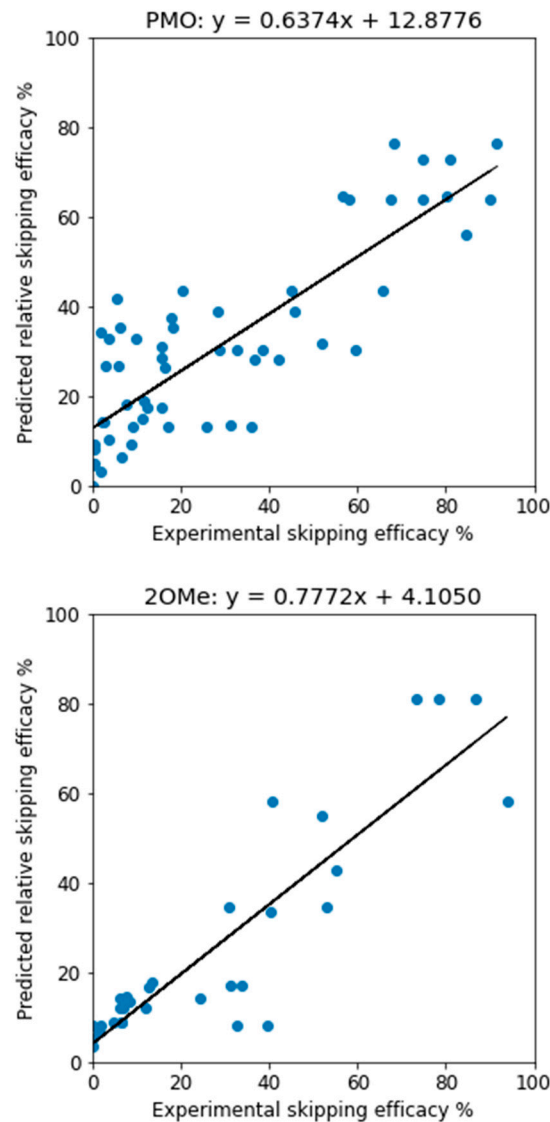 PMO: y = 0.6374x + 12.8776
100
80
60
40
20
0
Predicted relative skipping efficacy %
0 20 40 60 80 100
Experimental skipping efficacy %
2OMe: y = 0.7772x + 4.1050
100
80
60
40
20
0
Predicted relative skipping efficacy %
0 20 40 60 80 100
Experimental skipping efficacy %